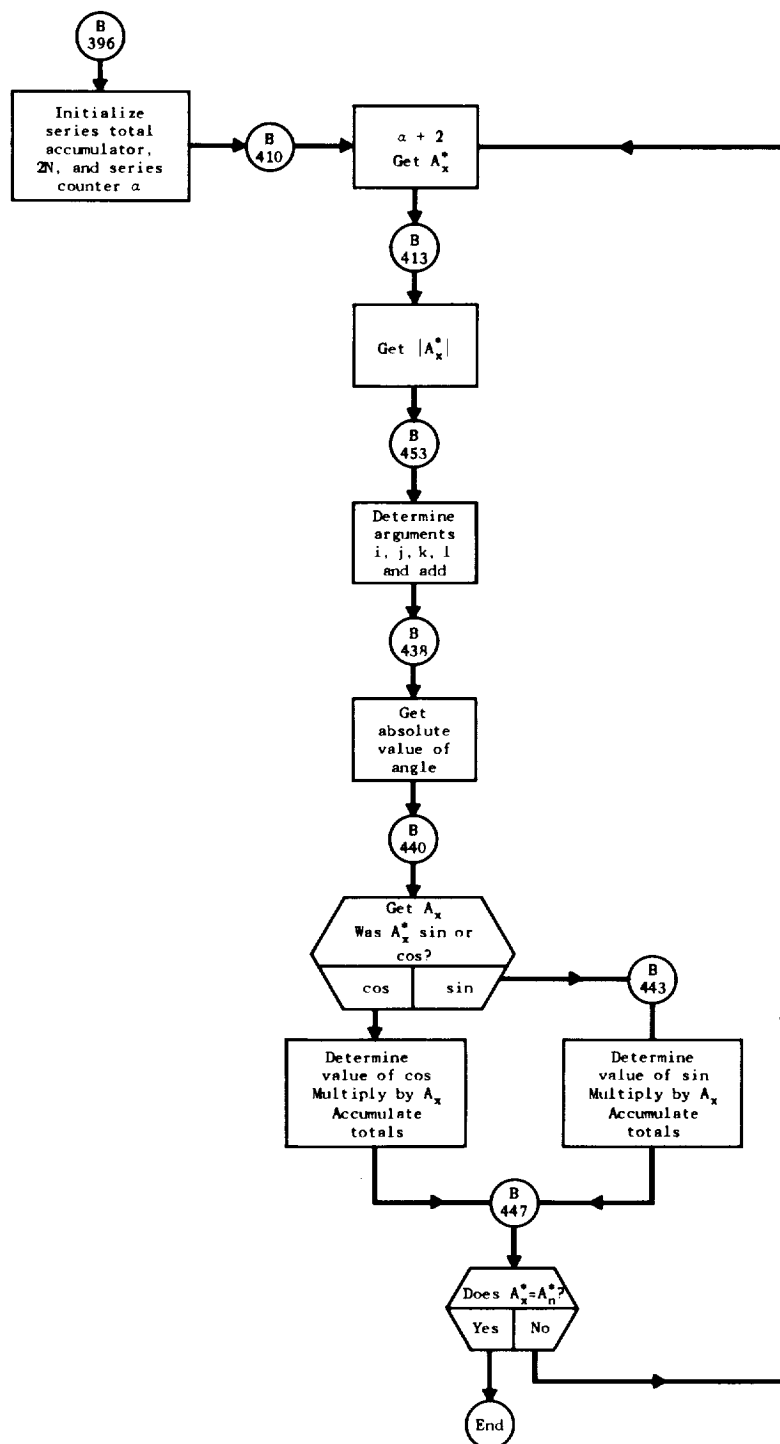 B
396
Initialize
series total
accumulator,
2N, and series
counter α
B
410
α + 2
Get A*x
B
413
Get |A*x|
B
453
Determine
arguments
i, j, k, l
and add
B
438
Get
absolute
value of
angle
B
440
Get Ax
Was A*x sin or
cos?
cos
sin
B
443
Determine
value of cos
Multiply by Ax
Accumulate
totals
Determine
value of sin
Multiply by Ax
Accumulate
totals
B
447
Does A*x=A*n?
Yes
No
End